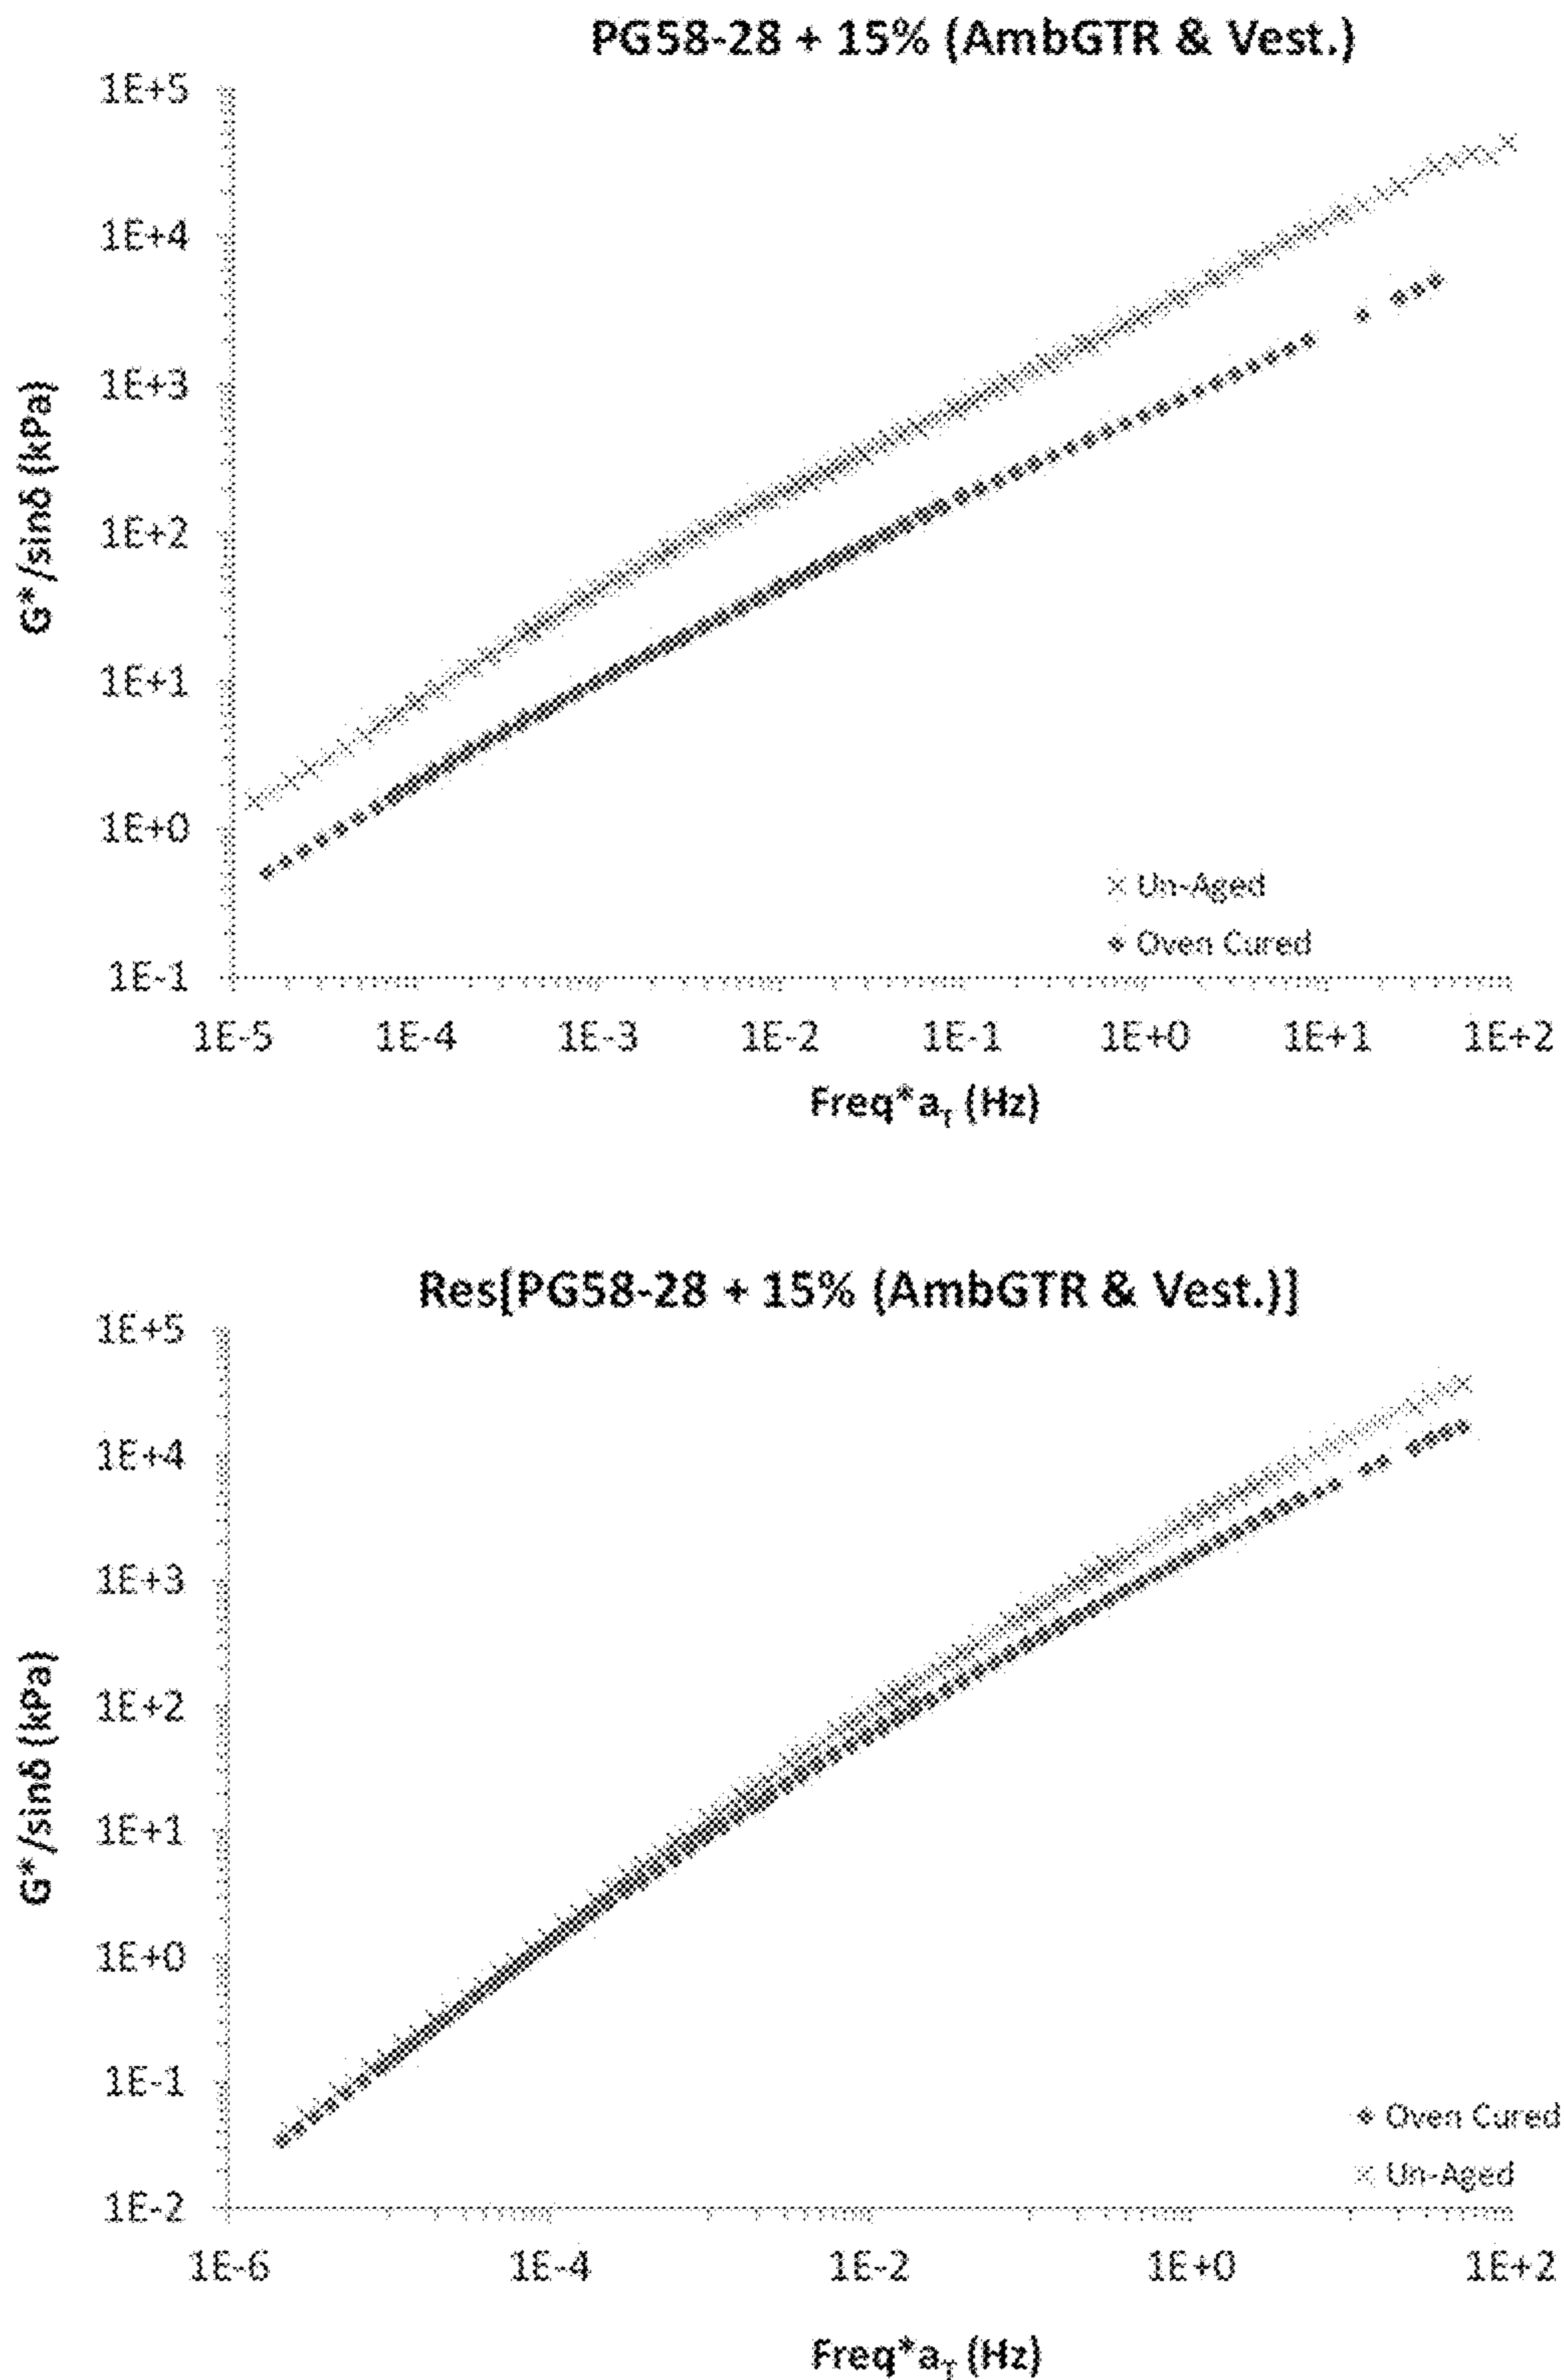 PG58-28 + 15% (AmbGTR & Vest.)
1E+5
1E+4
1E+3
1E+2
1E+1
1E+0
1E-1
G*/sinδ (kPa)
× Un-Aged
◆ Oven Cured
1E-5 1E-4 1E-3 1E-2 1E-1 1E+0 1E+1 1E+2
Freq*aT (Hz)
Res[PG58-28 + 15% (AmbGTR & Vest.)]
1E+5
1E+4
1E+3
1E+2
1E+1
1E+0
1E-1
1E-2
G*/sinδ (kPa)
◆ Oven Cured
× Un-Aged
1E-6 1E-4 1E-2 1E+0 1E+2
Freq*aT (Hz)